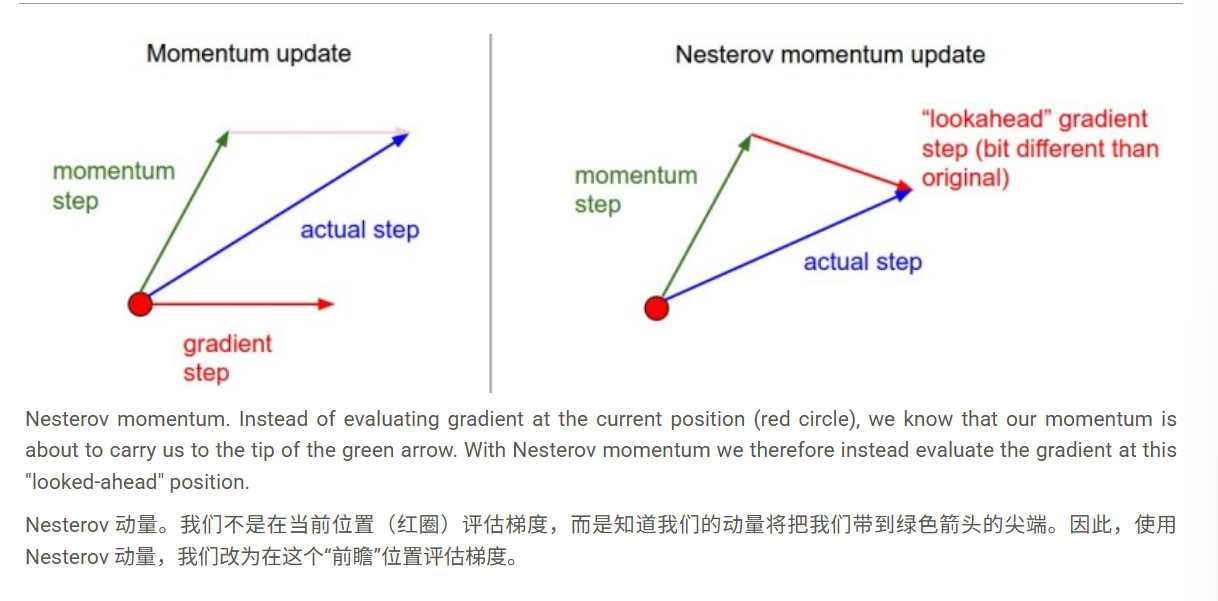 Momentum update
Nesterov momentum update
momentum
step
actual step
gradient
step
momentum
step
"lookahead" gradient
step (bit different than
original)
actual step
Nesterov momentum. Instead of evaluating gradient at the current position (red circle), we know that our momentum is
about to carry us to the tip of the green arrow. With Nesterov momentum we therefore instead evaluate the gradient at this
"looked-ahead" position.
Nesterov 动量。我们不是在当前位置（红圈）评估梯度，而是知道我们的动量将把我们带到绿色箭头的尖端。因此，使用
Nesterov 动量，我们改为在这个“前瞻”位置评估梯度。